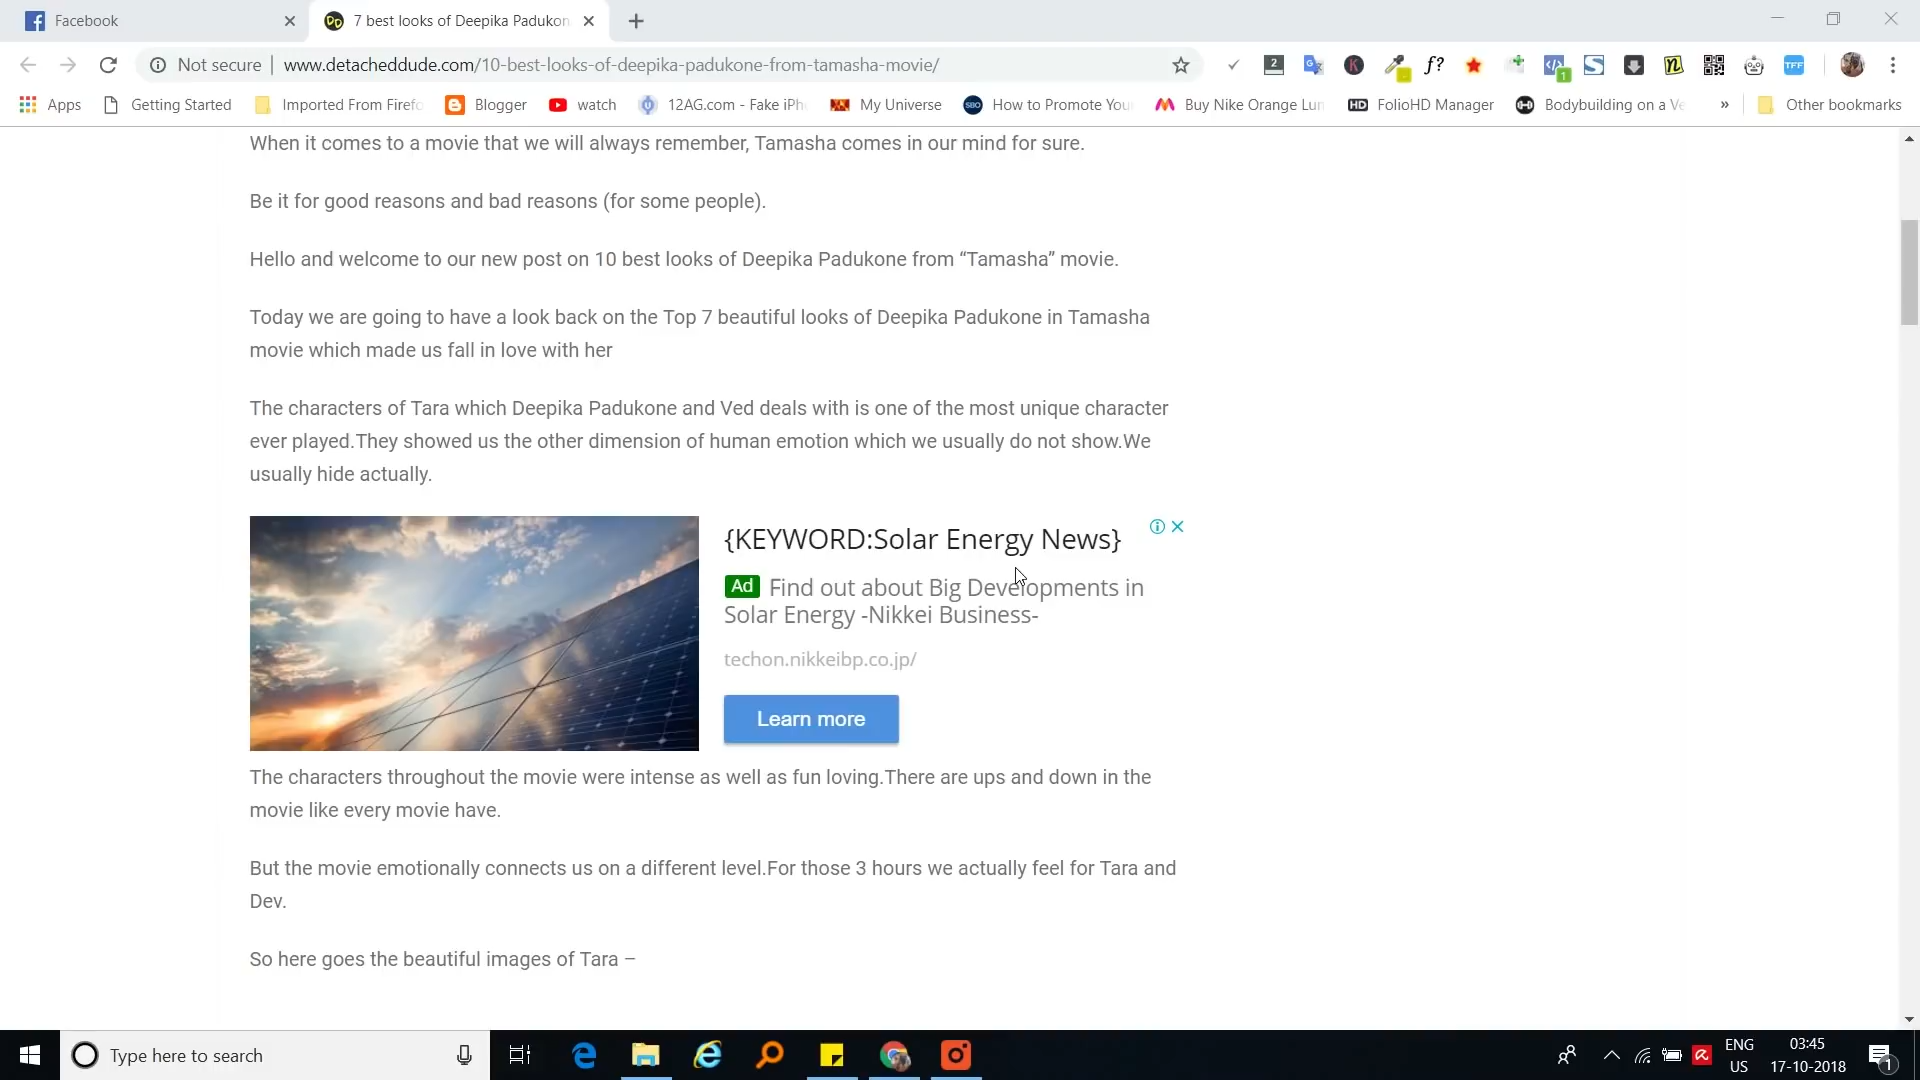 Facebook
7 best looks of Deepika Padukon
Not secure
www.detacheddude.com/10-best-looks-of-deepika-padukone-from-tamasha-movie/
2
K
f?
1
S
n
TFF
Apps
Getting Started
Imported From Firefo
Blogger
watch
12AG.com - Fake iPh
My Universe
SBO
How to Promote You
Buy Nike Orange Lun
HD
FolioHD Manager
Bodybuilding on a Ve
»
Other bookmarks
When it comes to a movie that we will always remember, Tamasha comes in our mind for sure.
Be it for good reasons and bad reasons (for some people).
Hello and welcome to our new post on 10 best looks of Deepika Padukone from “Tamasha” movie.
Today we are going to have a look back on the Top 7 beautiful looks of Deepika Padukone in Tamasha
movie which made us fall in love with her
The characters of Tara which Deepika Padukone and Ved deals with is one of the most unique character
ever played.They showed us the other dimension of human emotion which we usually do not show.We
usually hide actually.
{KEYWORD:Solar Energy News}
Ad Find out about Big Developments in
Solar Energy -Nikkei Business-
techon.nikkeibp.co.jp/
Learn more
The characters throughout the movie were intense as well as fun loving.There are ups and down in the
movie like every movie have.
But the movie emotionally connects us on a different level.For those 3 hours we actually feel for Tara and
Dev.
So here goes the beautiful images of Tara –
Type here to search
ENG
US
03:45
17-10-2018
1